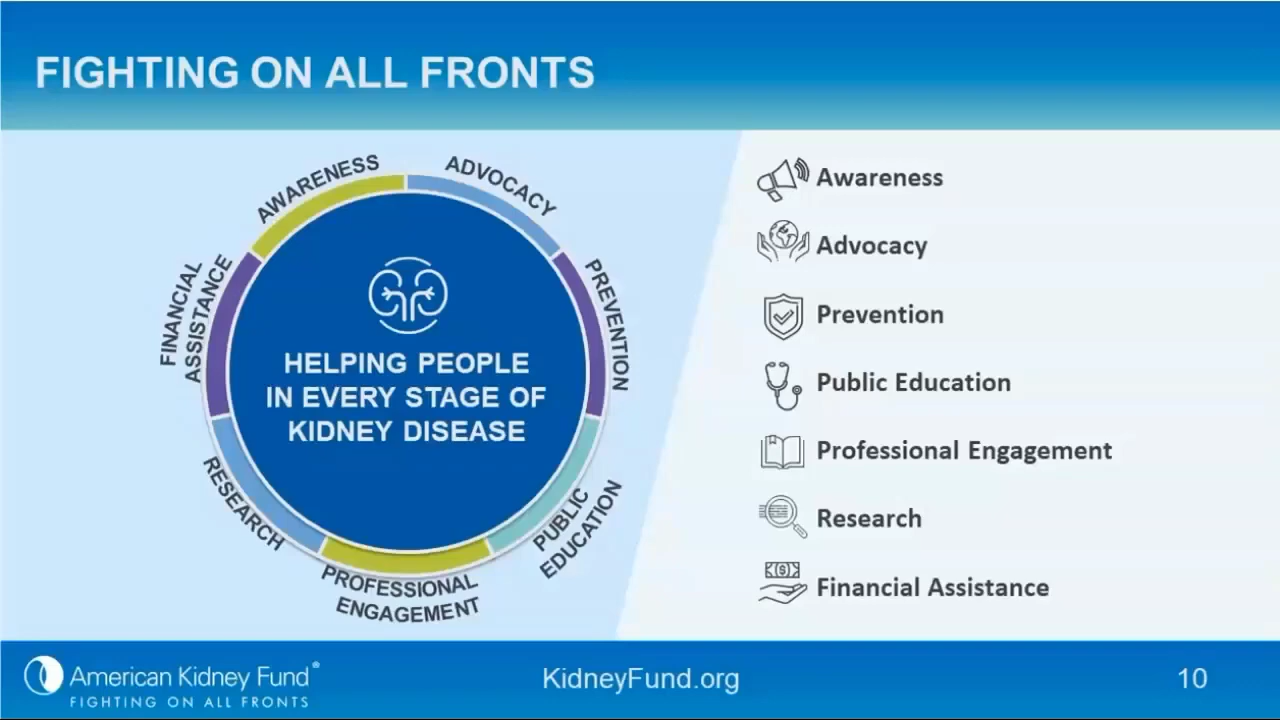 FIGHTING ON ALL FRONTS
AWARENESS
ADVOCACY
PREVENTION
PUBLIC
EDUCATION
PROFESSIONAL
ENGAGEMENT
RESEARCH
FINANCIAL
ASSISTANCE
HELPING PEOPLE
IN EVERY STAGE OF
KIDNEY DISEASE
Awareness
Advocacy
Prevention
Public Education
Professional Engagement
Research
Financial Assistance
American Kidney Fund®
FIGHTING ON ALL FRONTS
KidneyFund.org
10